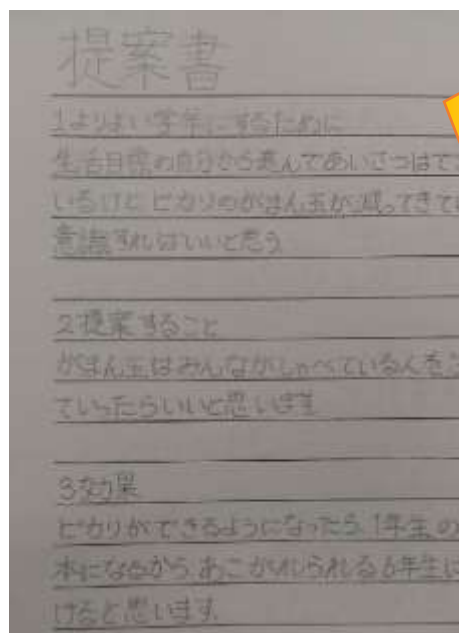 提案書
1よりよい学年にするために
生活目標の自分から進んであいさつはで
いるけど ピカリのがまん玉が減ってきて
意識すればいいと思う
2提案すること
がまん玉はみんながしゃべている人を
ていったらいいと思います
3効果
ピカリができるようになったら、1年生の
本になるから、あこがれられる6年生に
けると思います。